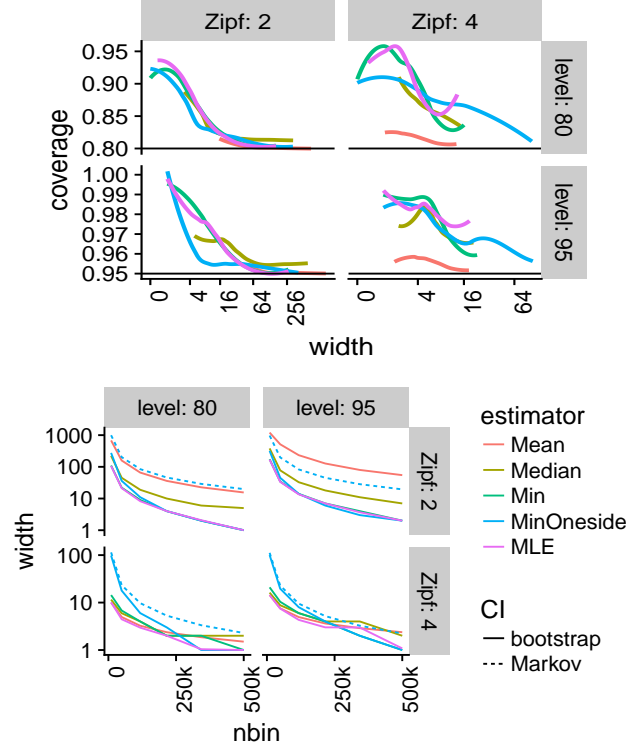 Zipf: 2 Zipf: 4
coverage
0.95
0.90
0.85
0.80
level: 80
1.00
0.99
0.98
0.97
0.96
0.95
level: 95
0 4 16 64 256 0 4 16 64
width
level: 80 level: 95
width
1000
100
10
1
Zipf: 2
100
10
1
Zipf: 4
0 250k 500k 0 250k 500k
nbin
estimator
Mean
Median
Min
MinOneside
MLE
CI
bootstrap
Markov